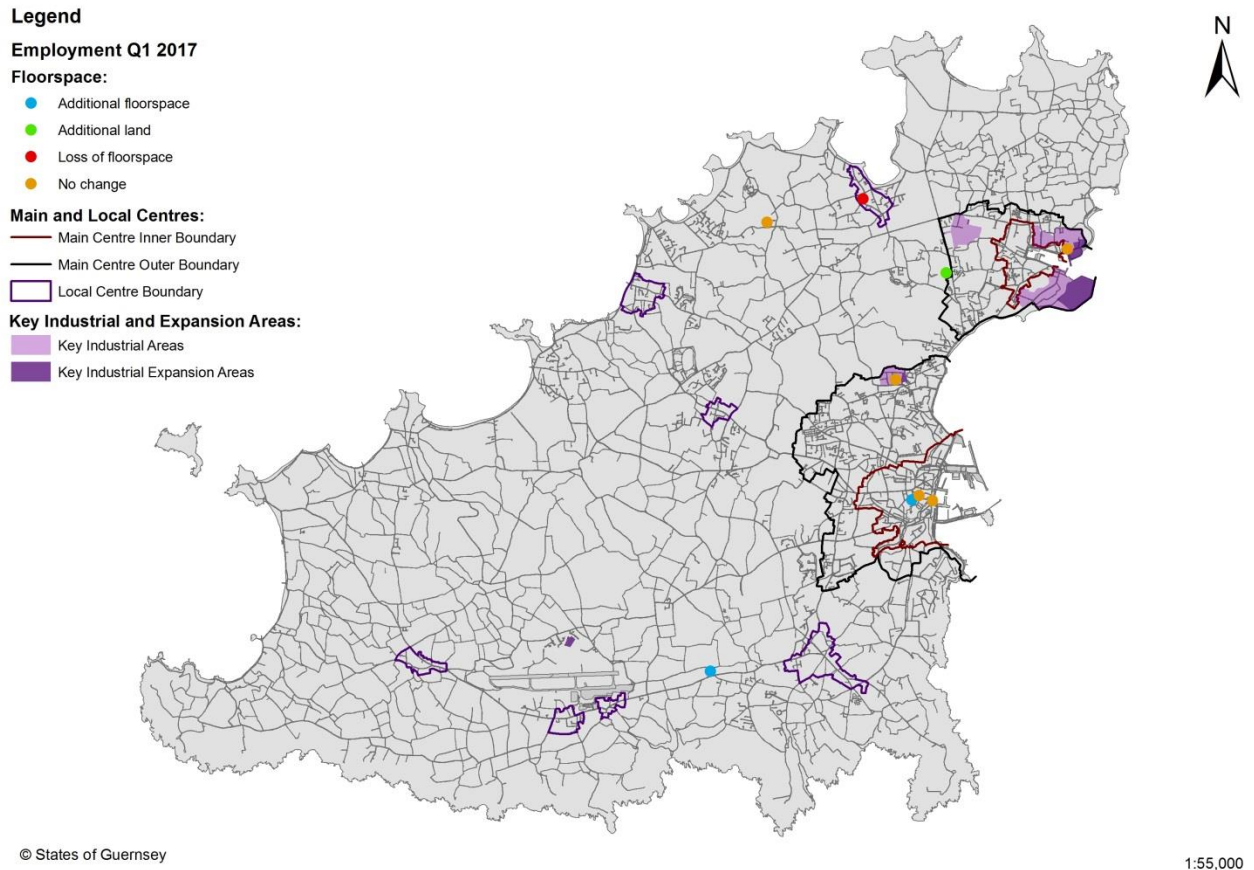 Legend
Employment Q1 2017
Floorspace:
Additional floorspace
Additional land
Loss of floorspace
No change
Main and Local Centres:
Main Centre Inner Boundary
Main Centre Outer Boundary
Local Centre Boundary
Key Industrial and Expansion Areas:
Key Industrial Areas
Key Industrial Expansion Areas
N
© States of Guernsey
1:55,000